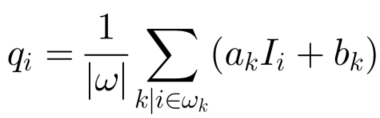 q_i = \frac{1}{|\omega|} \sum_{k|i \in \omega_k} (a_k I_i + b_k)